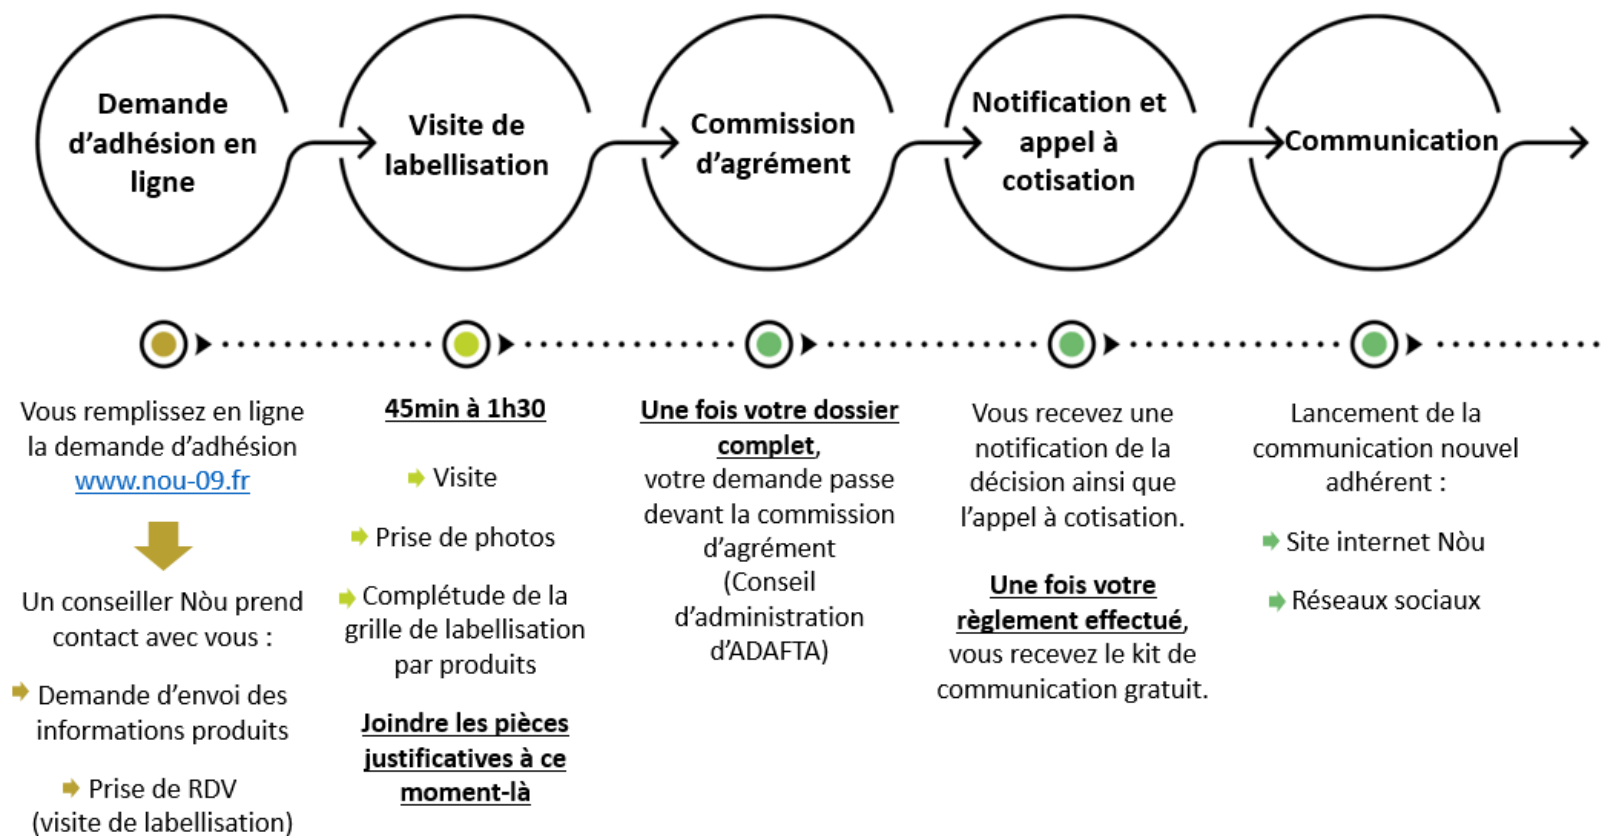 Demande
d’adhésion en
ligne
Visite de
labellisation
Commission
d’agrément
Notification et
appel à
cotisation
Communication
Vous remplissez en ligne
la demande d’adhésion
www.nou-09.fr
Un conseiller Nòu prend
contact avec vous :
Demande d’envoi des
informations produits
Prise de RDV
(visite de labellisation)
45min à 1h30
Visite
Prise de photos
Complétude de la
grille de labellisation
par produits
Joindre les pièces
justificatives à ce
moment-là
Une fois votre dossier
complet,
votre demande passe
devant la commission
d’agrément
(Conseil
d’administration
d’ADAFTA)
Vous recevez une
notification de la
décision ainsi que
l’appel à cotisation.
Une fois votre
règlement effectué,
vous recevez le kit de
communication gratuit.
Lancement de la
communication nouvel
adhérent :
Site internet Nòu
Réseaux sociaux